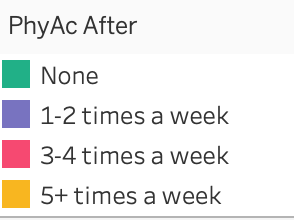 PhyAc After
None
1-2 times a week
3-4 times a week
5+ times a week